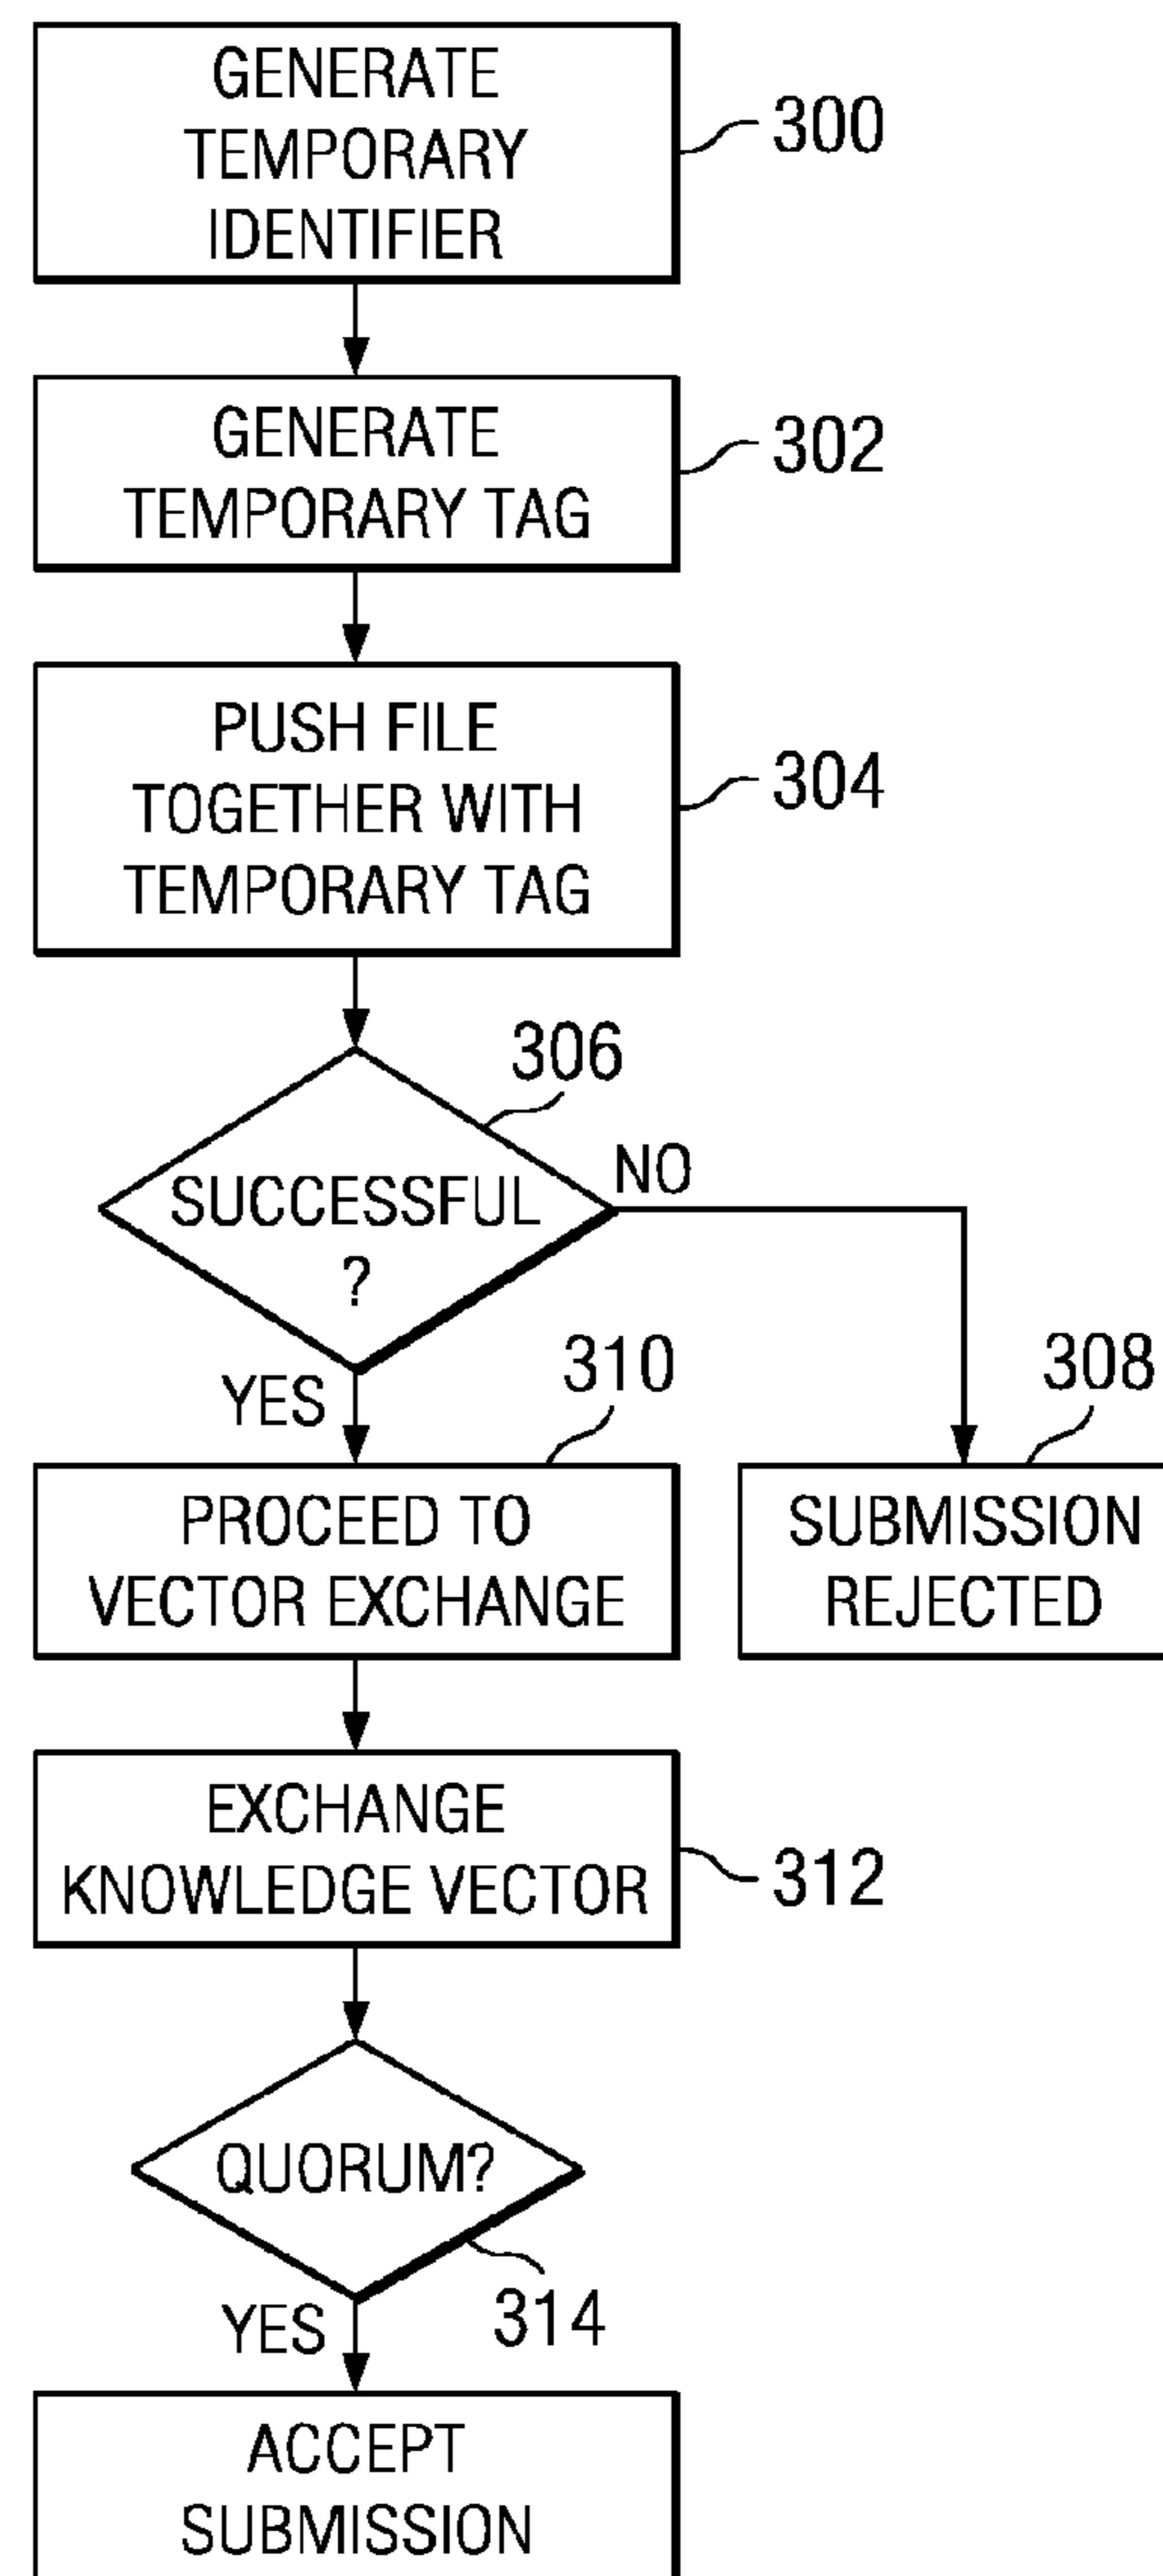 GENERATE
TEMPORARY
IDENTIFIER
300
GENERATE
TEMPORARY TAG
302
PUSH FILE
TOGETHER WITH
TEMPORARY TAG
304
306
SUCCESSFUL
?
NO
YES
310
308
PROCEED TO
VECTOR EXCHANGE
SUBMISSION
REJECTED
EXCHANGE
KNOWLEDGE VECTOR
312
QUORUM?
314
YES
ACCEPT
SUBMISSION